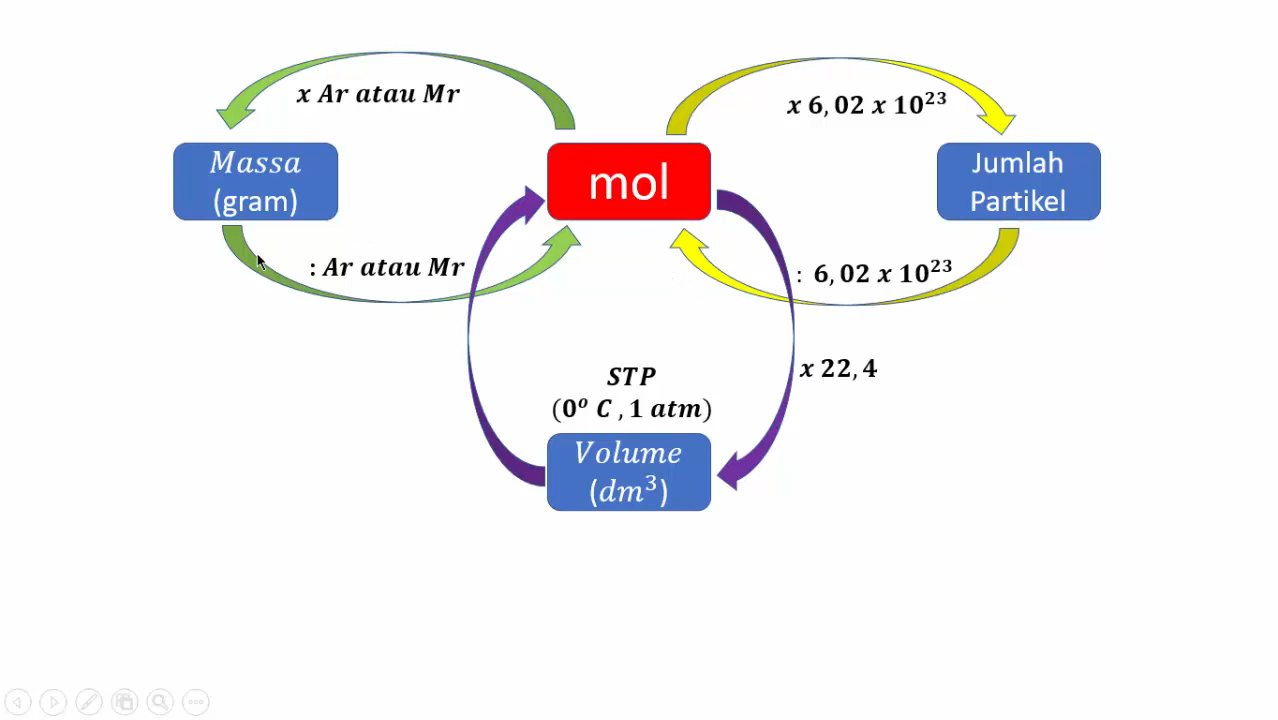 x Ar atau Mr
x 6,02 x 10²³
Massa
(gram)
mol
Jumlah
Partikel
: Ar atau Mr
: 6,02 x 10²³
x 22,4
STP
(0ᵒ C , 1 atm)
Volume
(dm³)